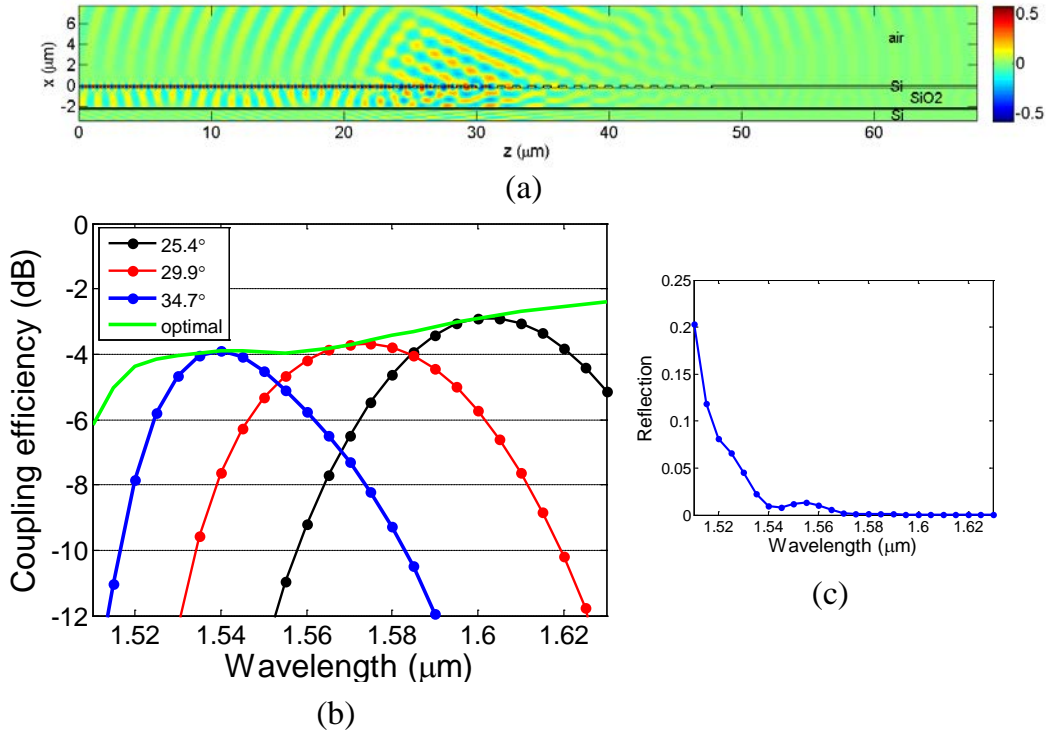 x (μm)
6
4
2
0
-2
air
Si
SiO2
Si
0 10 20 30 40 50 60
z (μm)
0.5
0
-0.5
(a)
Coupling efficiency (dB)
0
-2
-4
-6
-8
-10
-12
25.4°
29.9°
34.7°
optimal
1.52 1.54 1.56 1.58 1.6 1.62
Wavelength (μm)
(b)
Reflection
0.25
0.2
0.15
0.1
0.05
0
1.52 1.54 1.56 1.58 1.6 1.62
Wavelength (μm)
(c)